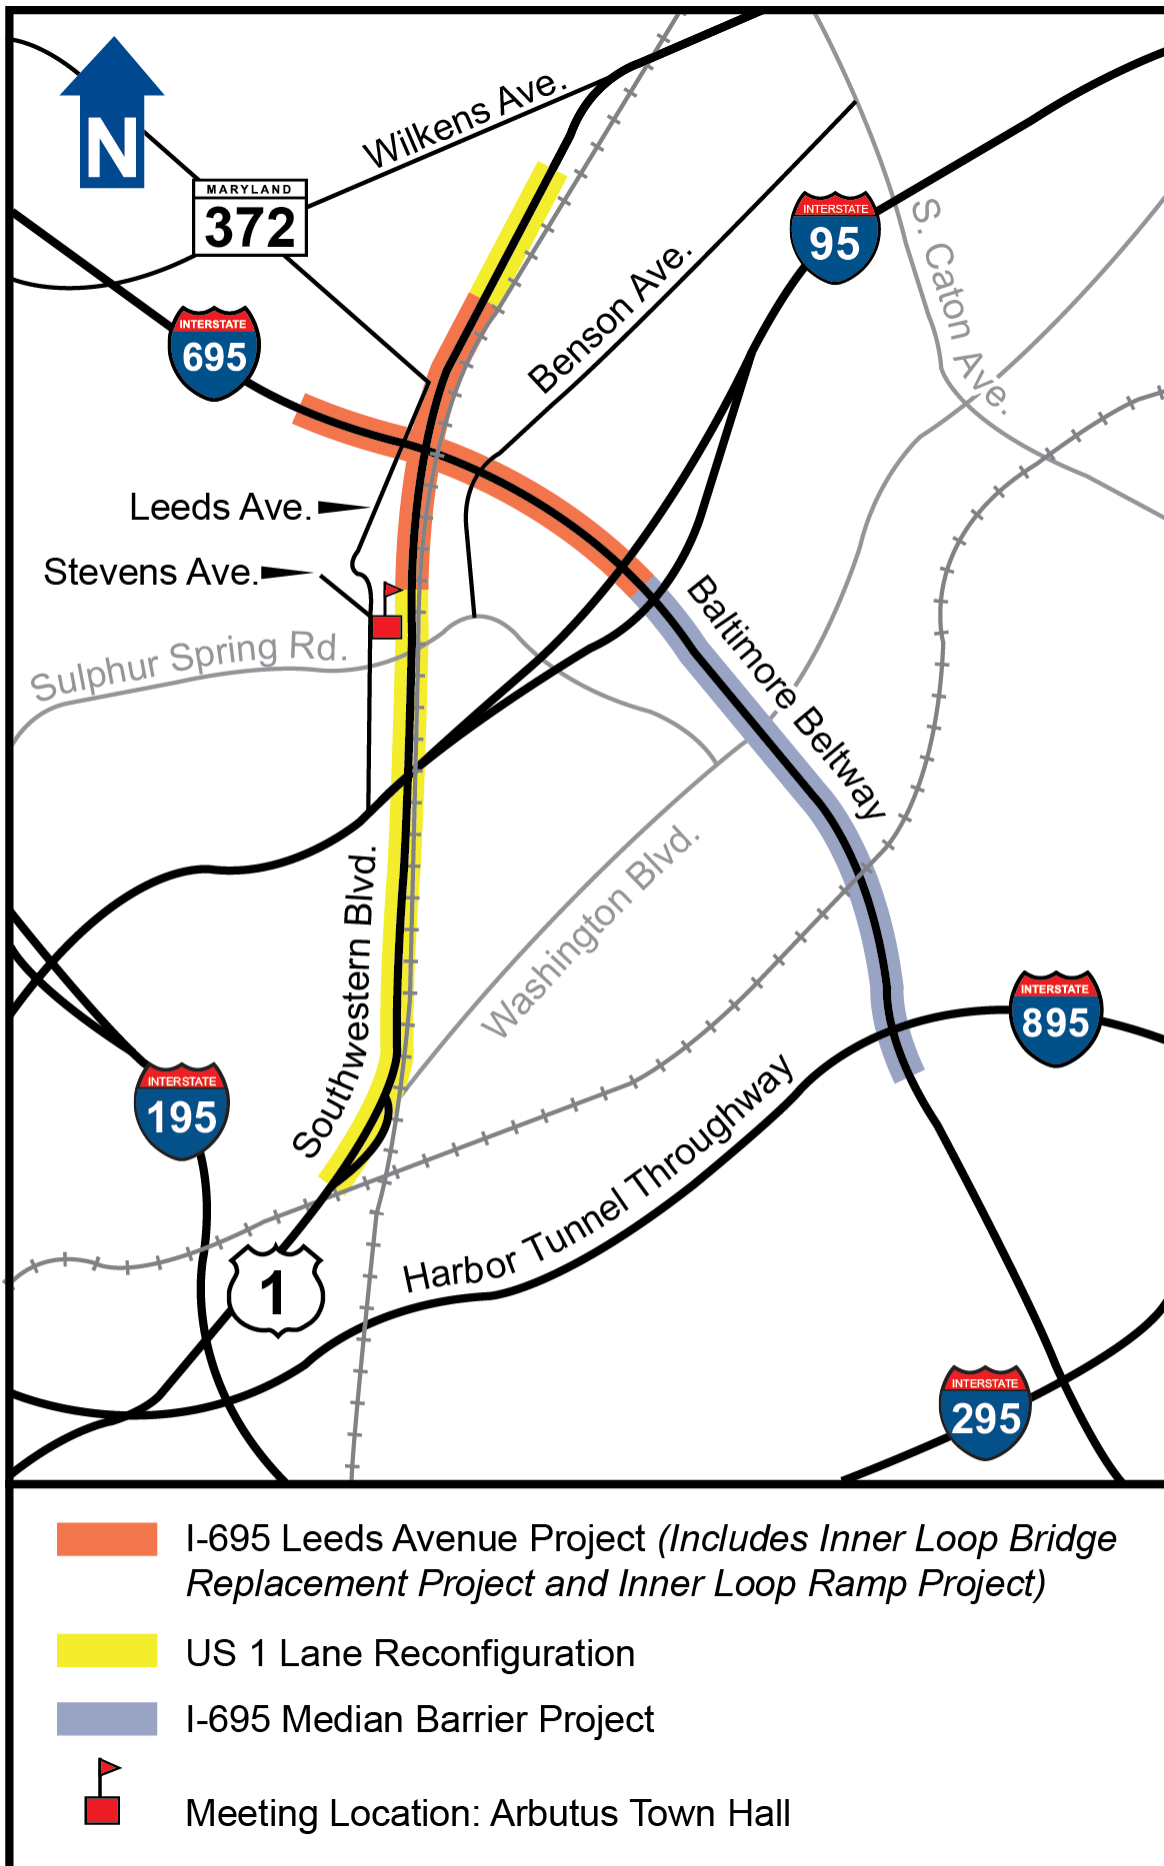 N
Wilkens Ave.
MARYLAND
372
INTERSTATE
95
S. Caton Ave.
Benson Ave.
INTERSTATE
695
Leeds Ave.
Stevens Ave.
Sulphur Spring Rd.
Baltimore Beltway
Southwestern Blvd.
Washington Blvd.
INTERSTATE
895
INTERSTATE
195
Harbor Tunnel Throughway
1
INTERSTATE
295
I-695 Leeds Avenue Project (Includes Inner Loop Bridge
Replacement Project and Inner Loop Ramp Project)
US 1 Lane Reconfiguration
I-695 Median Barrier Project
Meeting Location: Arbutus Town Hall